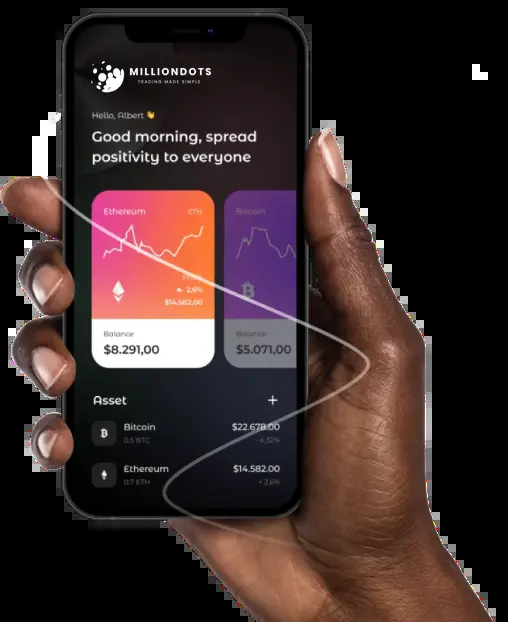 MILLIONDOTS
TRADING MADE SIMPLE
Hello, Albert 👋
Good morning, spread
positivity to everyone
Ethereum
ETH
2,6%
$14.582,00
Balance
$8.291,00
Bitcoin
Balance
$5.071,00
Asset
+
Bitcoin
$22.678.00
0.5 BTC
- 4,32%
Ethereum
$14.582.00
0.7 ETH
+ 2,6%